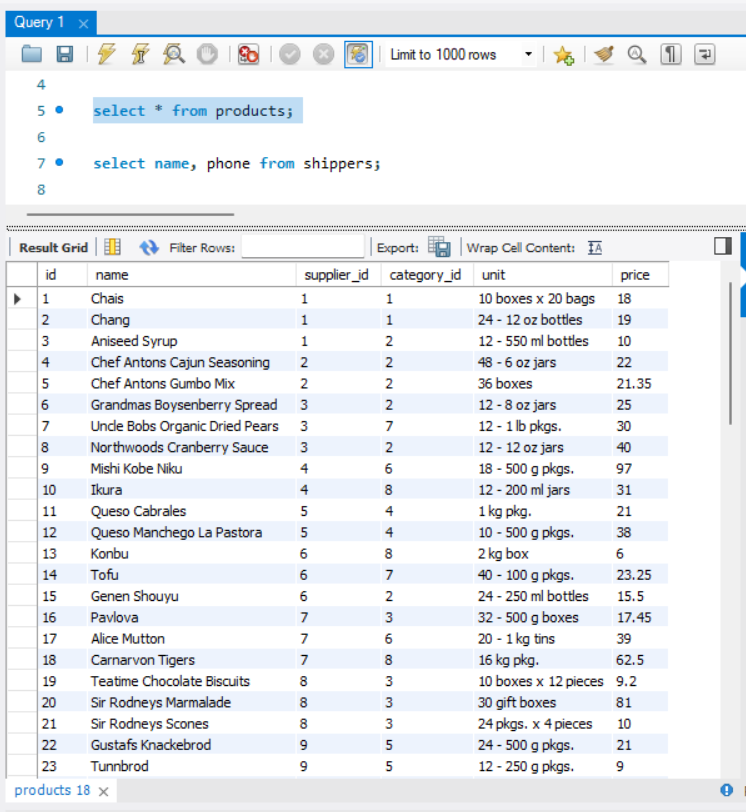 Query 1
Limit to 1000 rows
4
5 select * from products;
6
7 select name, phone from shippers;
8
Result Grid Filter Rows: Export: Wrap Cell Content:
id name supplier_id category_id unit price
1 Chais 1 1 10 boxes x 20 bags 18
2 Chang 1 1 24 - 12 oz bottles 19
3 Aniseed Syrup 1 2 12 - 550 ml bottles 10
4 Chef Antons Cajun Seasoning 2 2 48 - 6 oz jars 22
5 Chef Antons Gumbo Mix 2 2 36 boxes 21.35
6 Grandmas Boysenberry Spread 3 2 12 - 8 oz jars 25
7 Uncle Bobs Organic Dried Pears 3 7 12 - 1 lb pkgs. 30
8 Northwoods Cranberry Sauce 3 2 12 - 12 oz jars 40
9 Mishi Kobe Niku 4 6 18 - 500 g pkgs. 97
10 Ikura 4 8 12 - 200 ml jars 31
11 Queso Cabrales 5 4 1 kg pkg. 21
12 Queso Manchego La Pastora 5 4 10 - 500 g pkgs. 38
13 Konbu 6 8 2 kg box 6
14 Tofu 6 7 40 - 100 g pkgs. 23.25
15 Genen Shouyu 6 2 24 - 250 ml bottles 15.5
16 Pavlova 7 3 32 - 500 g boxes 17.45
17 Alice Mutton 7 6 20 - 1 kg tins 39
18 Carnarvon Tigers 7 8 16 kg pkg. 62.5
19 Teatime Chocolate Biscuits 8 3 10 boxes x 12 pieces 9.2
20 Sir Rodneys Marmalade 8 3 30 gift boxes 81
21 Sir Rodneys Scones 8 3 24 pkgs. x 4 pieces 10
22 Gustafs Knackebrod 9 5 24 - 500 g pkgs. 21
23 Tunnbrod 9 5 12 - 250 g pkgs. 9
products 18